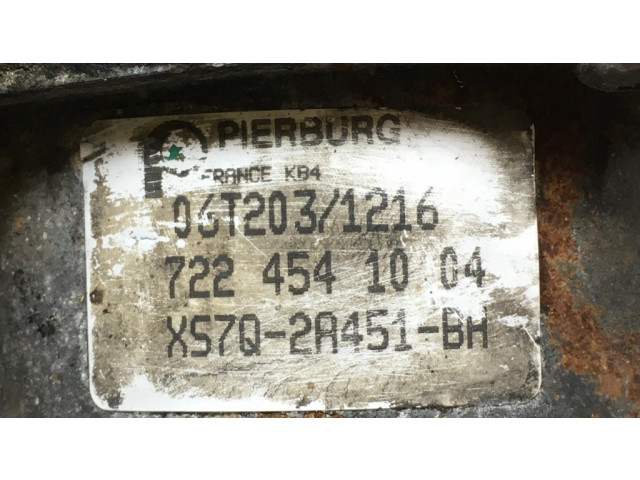 PIERBURG
FRANCE KB4
06T203/1216
722 454 10 04
XS7Q-2A451-BH